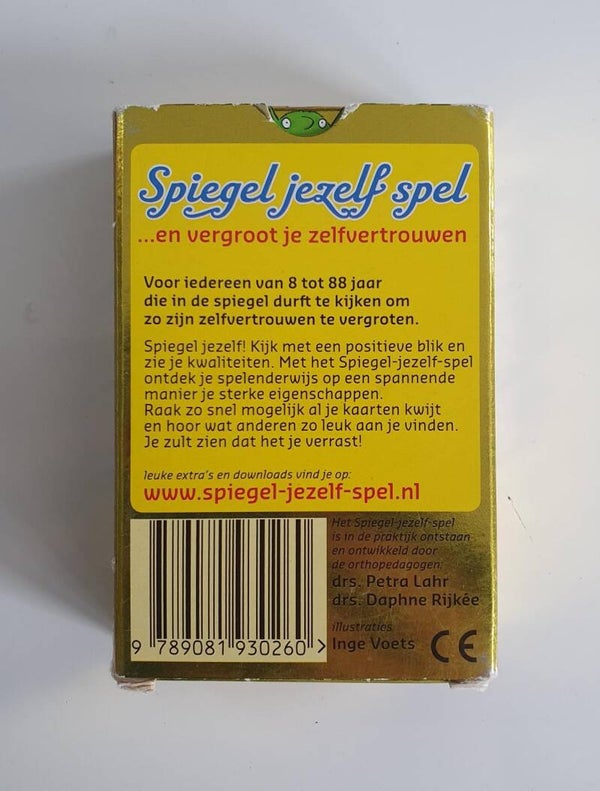 Spiegel jezelf spel
...en vergroot je zelfvertrouwen
Voor iedereen van 8 tot 88 jaar
die in de spiegel durft te kijken om
zo zijn zelfvertrouwen te vergroten.
Spiegel jezelf! Kijk met een positieve blik en
zie je kwaliteiten. Met het Spiegel-jezelf-spel
ontdek je spelenderwijs op een spannende
manier je sterke eigenschappen.
Raak zo snel mogelijk al je kaarten kwijt
en hoor wat anderen zo leuk aan je vinden.
Je zult zien dat het je verrast!
leuke extra's en downloads vind je op:
www.spiegel-jezelf-spel.nl
Het Spiegel-jezelf-spel
is in de praktijk ontstaan
en ontwikkeld door
de orthopedagogen:
drs. Petra Lahr
drs. Daphne Rijkée
illustraties
Inge Voets
CE
9 789081 930260 >